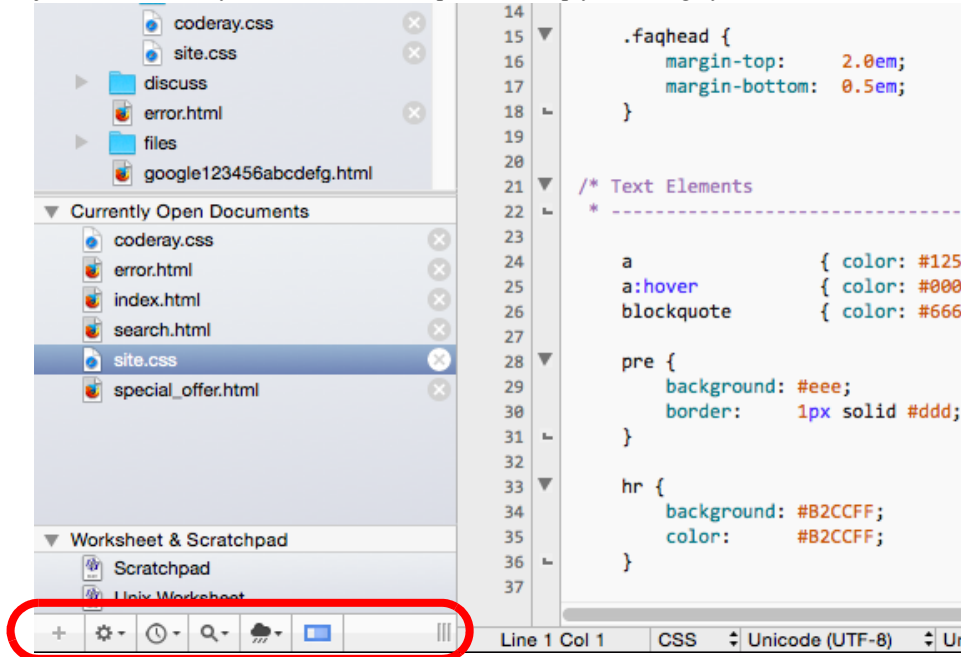 coderay.css
site.css
discuss
error.html
files
google123456abcdefg.html
Currently Open Documents
coderay.css
error.html
index.html
search.html
site.css
special_offer.html
Worksheet & Scratchpad
Scratchpad
Unix Worksheet
14
15 .faqhead {
16 margin-top: 2.0em;
17 margin-bottom: 0.5em;
18 }
19
20
21 /* Text Elements
22 * ---------------------------------
23
24 a { color: #125
25 a:hover { color: #000
26 blockquote { color: #666
27
28 pre {
29 background: #eee;
30 border: 1px solid #ddd;
31 }
32
33 hr {
34 background: #B2CCFF;
35 color: #B2CCFF;
36 }
37
Line 1 Col 1 CSS Unicode (UTF-8) Un